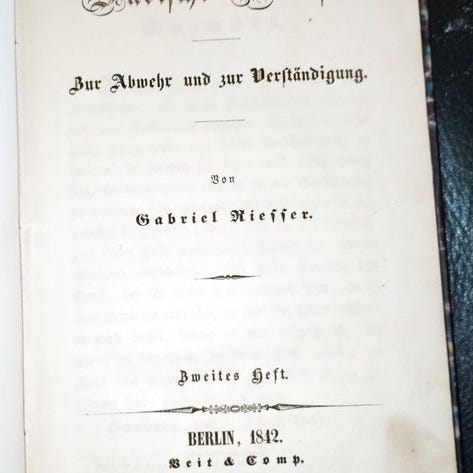 Zur Abwehr und zur Verständigung.
Von
Gabriel Riesser.
Zweites Heft.
BERLIN, 1842.
Veit & Comp.